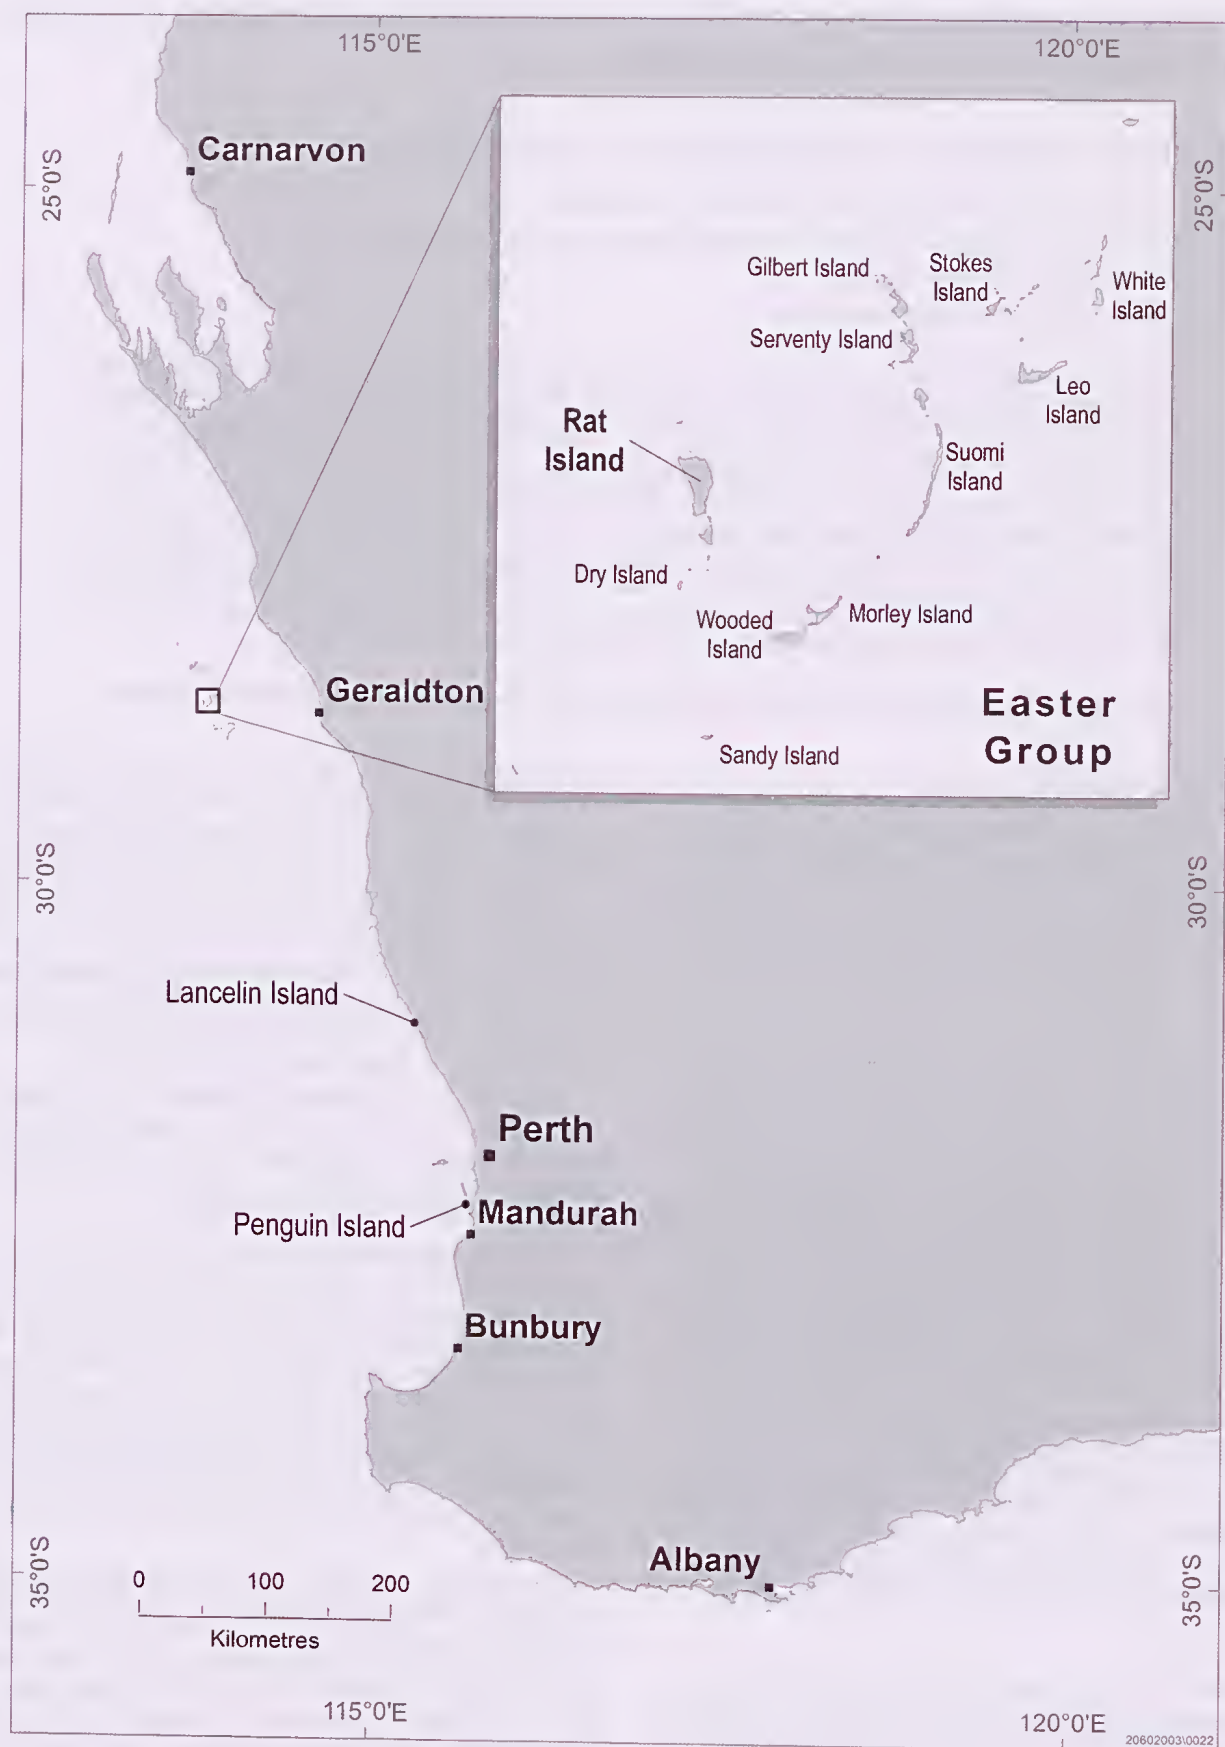 115°0'E
120°0'E
25°0'S
25°0'S
Carnarvon
Gilbert Island
Stokes
Island
White
Island
Serventy Island
Leo
Island
Rat
Island
Suomi
Island
Dry Island
Wooded
Island
Morley Island
Easter
Group
Sandy Island
Geraldton
30°0'S
30°0'S
Lancelin Island
Perth
Penguin Island
Mandurah
Bunbury
Albany
35°0'S
35°0'S
0 100 200
Kilometres
115°0'E
120°0'E
20602003\0022